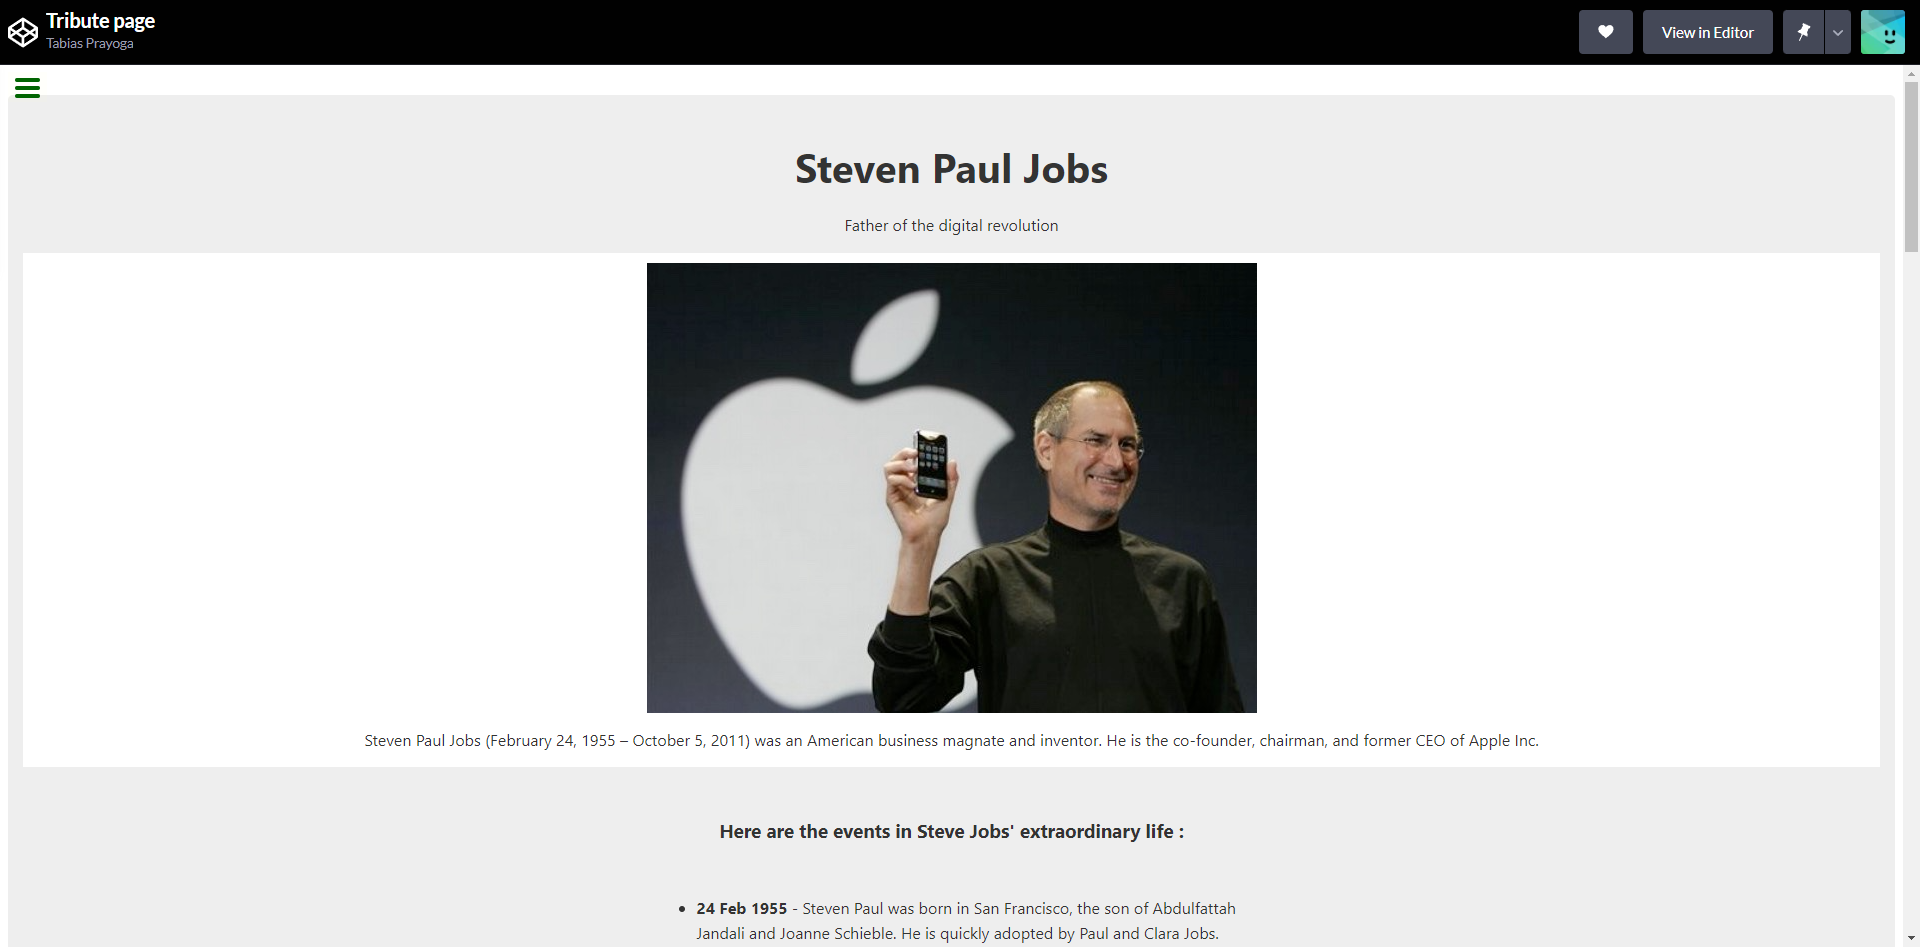 Tribute page
Tabias Prayoga
View in Editor
Steven Paul Jobs
Father of the digital revolution
Steven Paul Jobs (February 24, 1955 – October 5, 2011) was an American business magnate and inventor. He is the co-founder, chairman, and former CEO of Apple Inc.
Here are the events in Steve Jobs' extraordinary life :
24 Feb 1955 - Steven Paul was born in San Francisco, the son of Abdulfattah
Jandali and Joanne Schieble. He is quickly adopted by Paul and Clara Jobs.